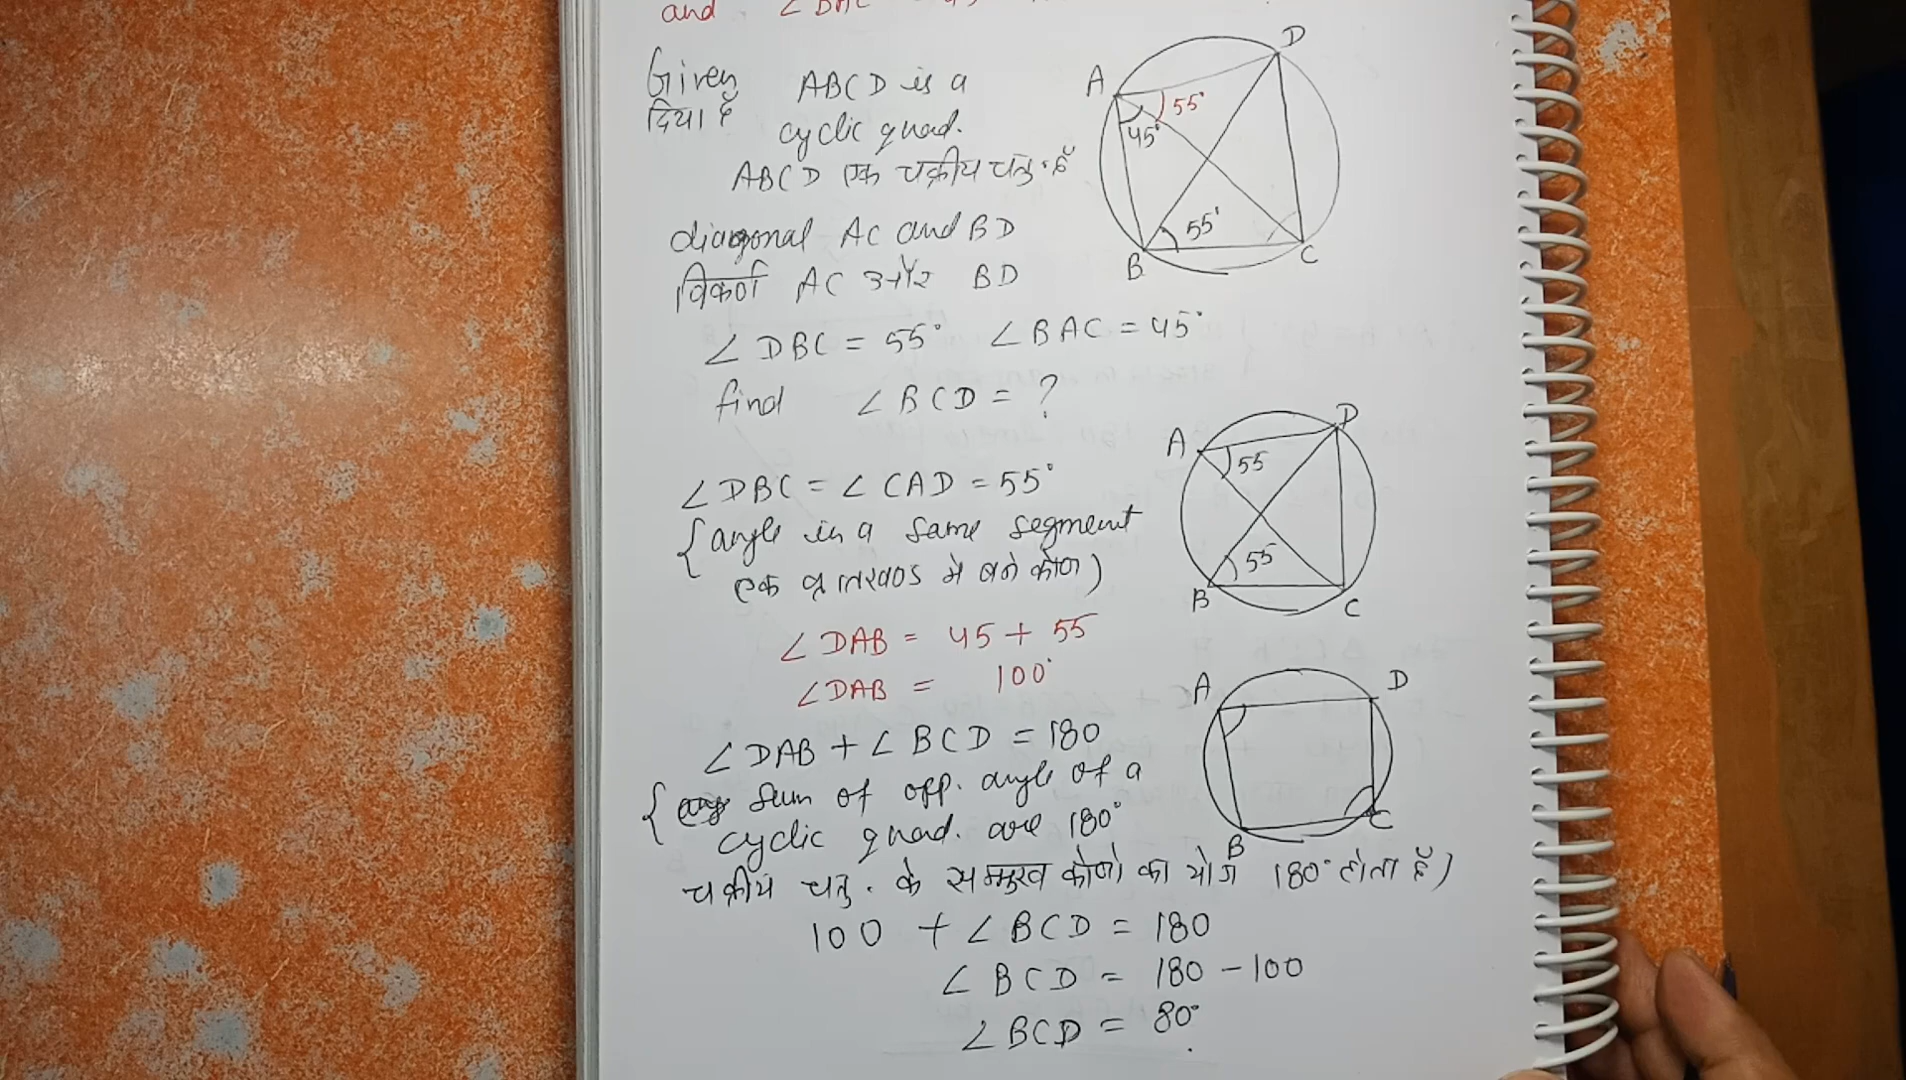 and ∠BAC
Given ABCD is a
दिया है cyclic quad.
ABCD एक चक्रीय चतु. है
diagonal AC and BD
विकर्ण AC और BD
∠DBC = 55° ∠BAC = 45°
find ∠BCD = ?
A
D
55°
45°
55°
B
C
∠DBC = ∠CAD = 55°
{angle in a same segment
एक वृत्तखण्ड मे बने कोण)
A
D
55
55
B
C
∠DAB = 45 + 55
∠DAB = 100°
∠DAB + ∠BCD = 180
{ sum of opp. angle of a
cyclic quad. are 180°
चक्रीय चतु. के सम्मुख कोणो का योग 180° होता है)
A
D
B
C
100 + ∠BCD = 180
∠BCD = 180 - 100
∠BCD = 80°